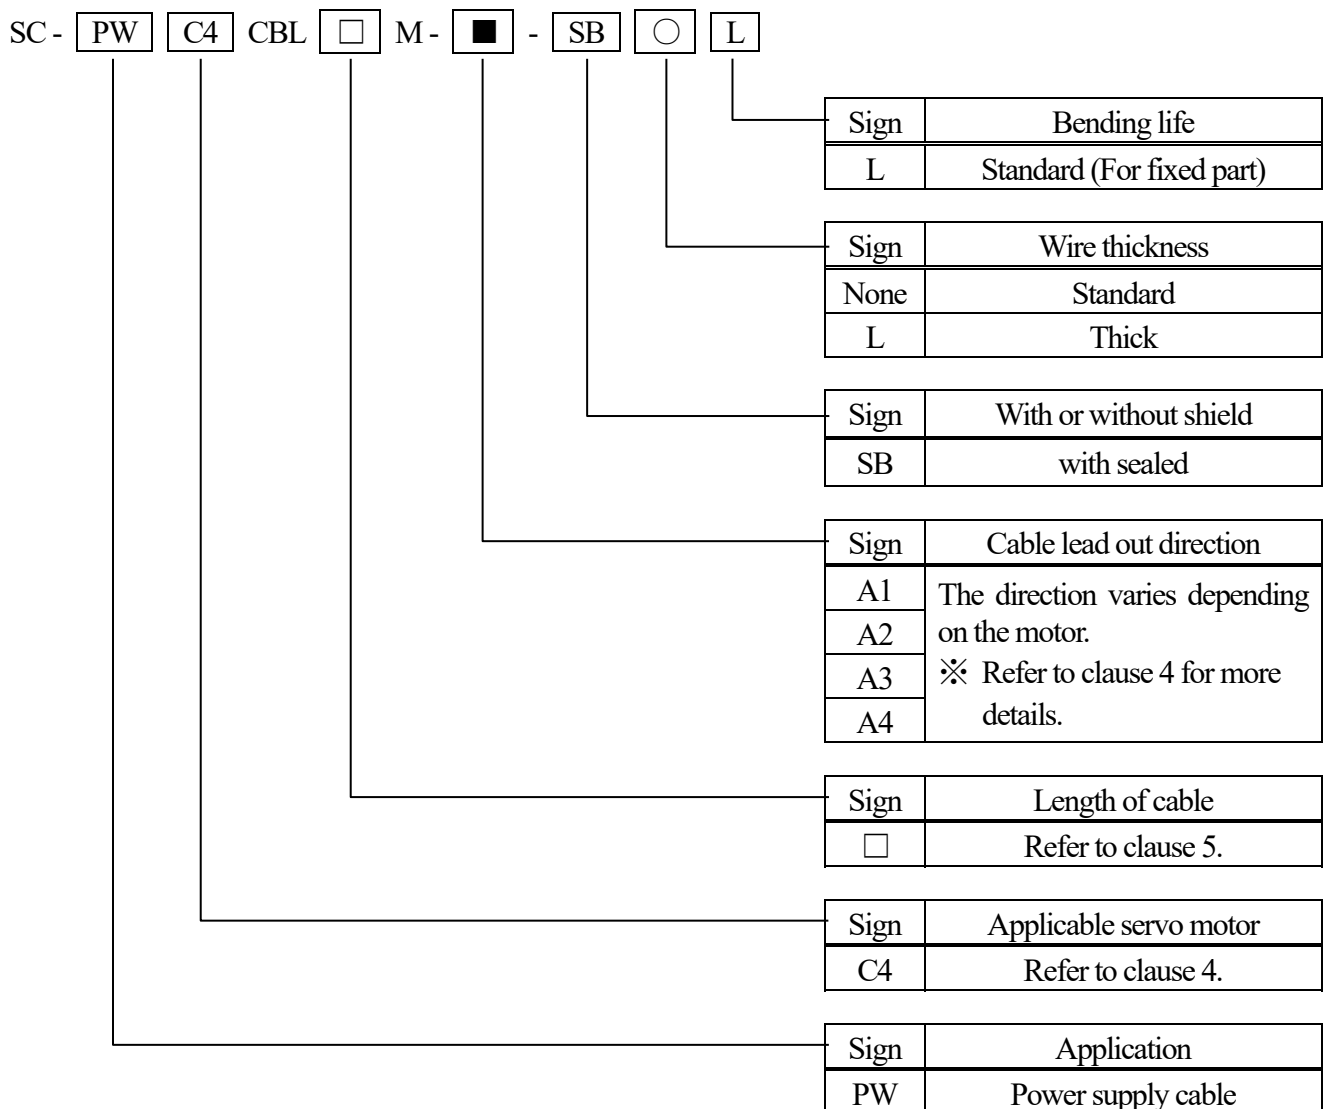 SC - PW C4 CBL □ M - ■ - SB ○ L
Sign Bending life
L Standard (For fixed part)
Sign Wire thickness
None Standard
L Thick
Sign With or without shield
SB with sealed
Sign Cable lead out direction
A1 The direction varies depending
A2 on the motor.
A3 ※ Refer to clause 4 for more
A4 details.
Sign Length of cable
□ Refer to clause 5.
Sign Applicable servo motor
C4 Refer to clause 4.
Sign Application
PW Power supply cable